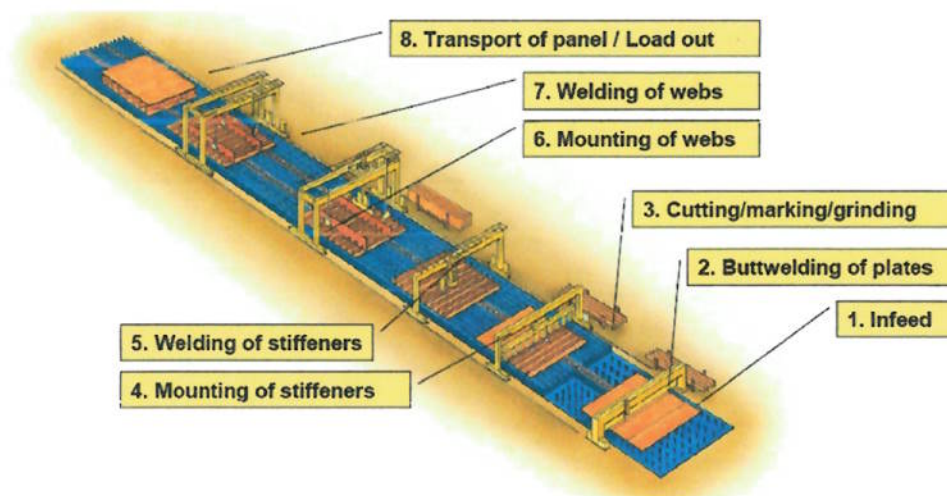 8. Transport of panel / Load out
7. Welding of webs
6. Mounting of webs
3. Cutting/marking/grinding
2. Buttwelding of plates
1. Infeed
5. Welding of stiffeners
4. Mounting of stiffeners